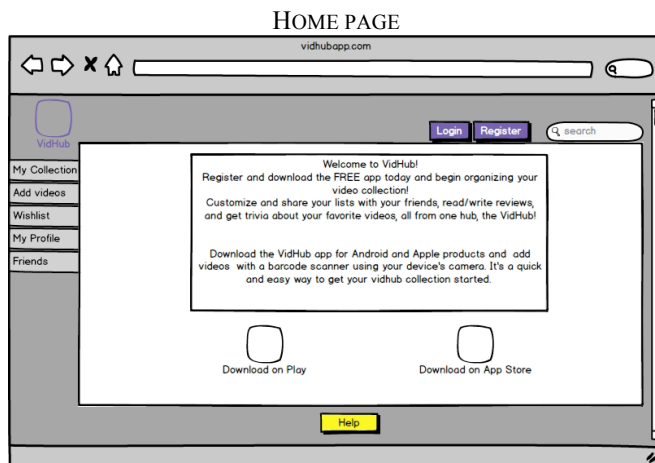 HOME PAGE
vidhubapp.com
VidHub
Login
Register
search
My Collection
Add videos
Wishlist
My Profile
Friends
Welcome to VidHub!
Register and download the FREE app today and begin organizing your
video collection!
Customize and share your lists with your friends, read/write reviews,
and get trivia about your favorite videos, all from one hub, the VidHub!
Download the VidHub app for Android and Apple products and add
videos with a barcode scanner using your device's camera. It's a quick
and easy way to get your vidhub collection started.
Download on Play
Download on App Store
Help